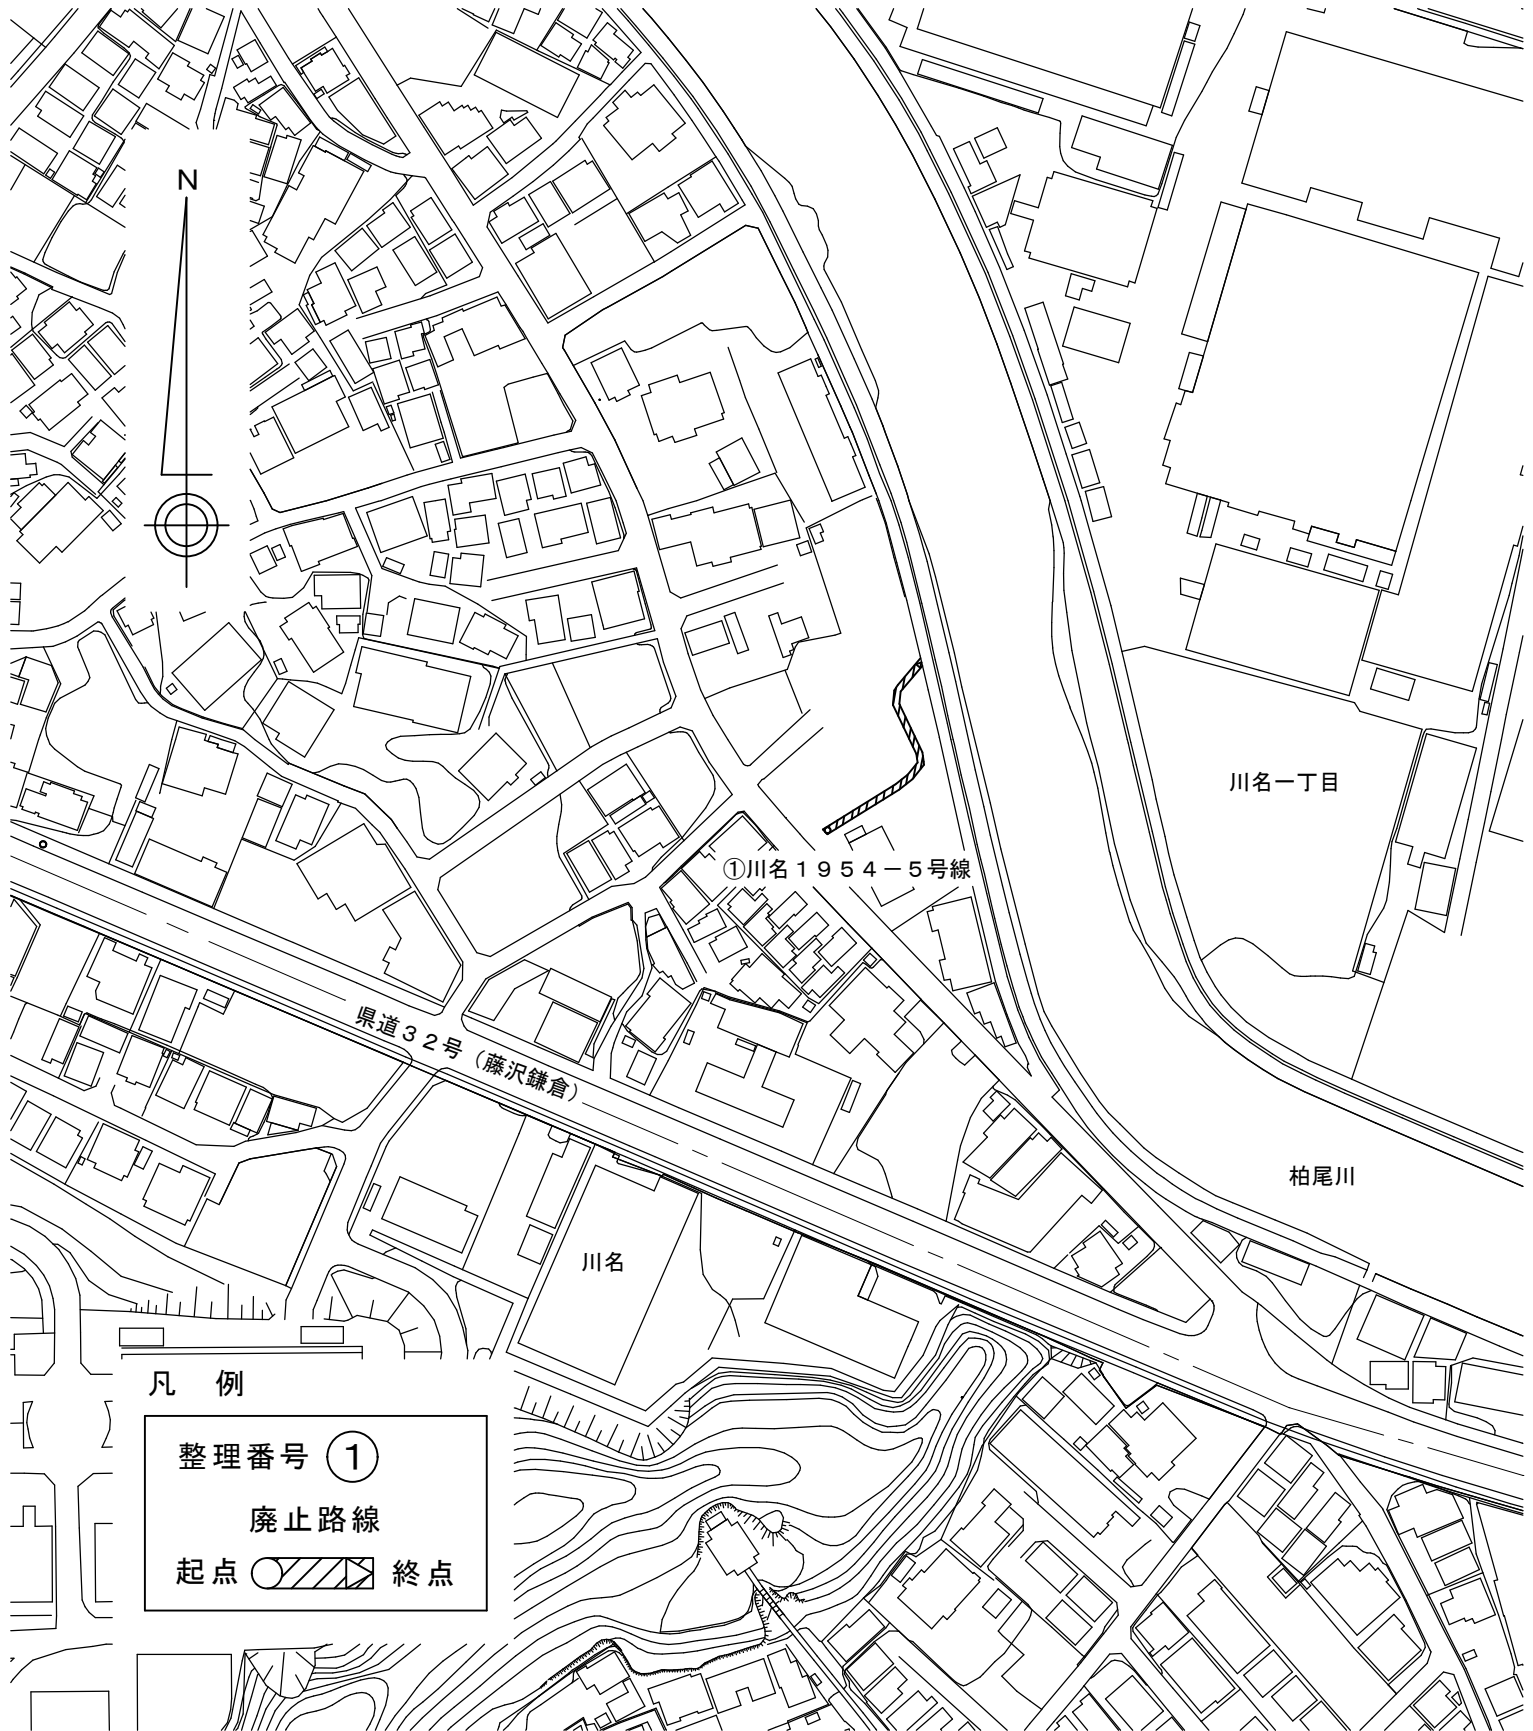 N
川名一丁目
①川名１９５４－５号線
県道３２号（藤沢鎌倉）
柏尾川
川名
凡　例
整理番号 ①
廃止路線
起点 終点